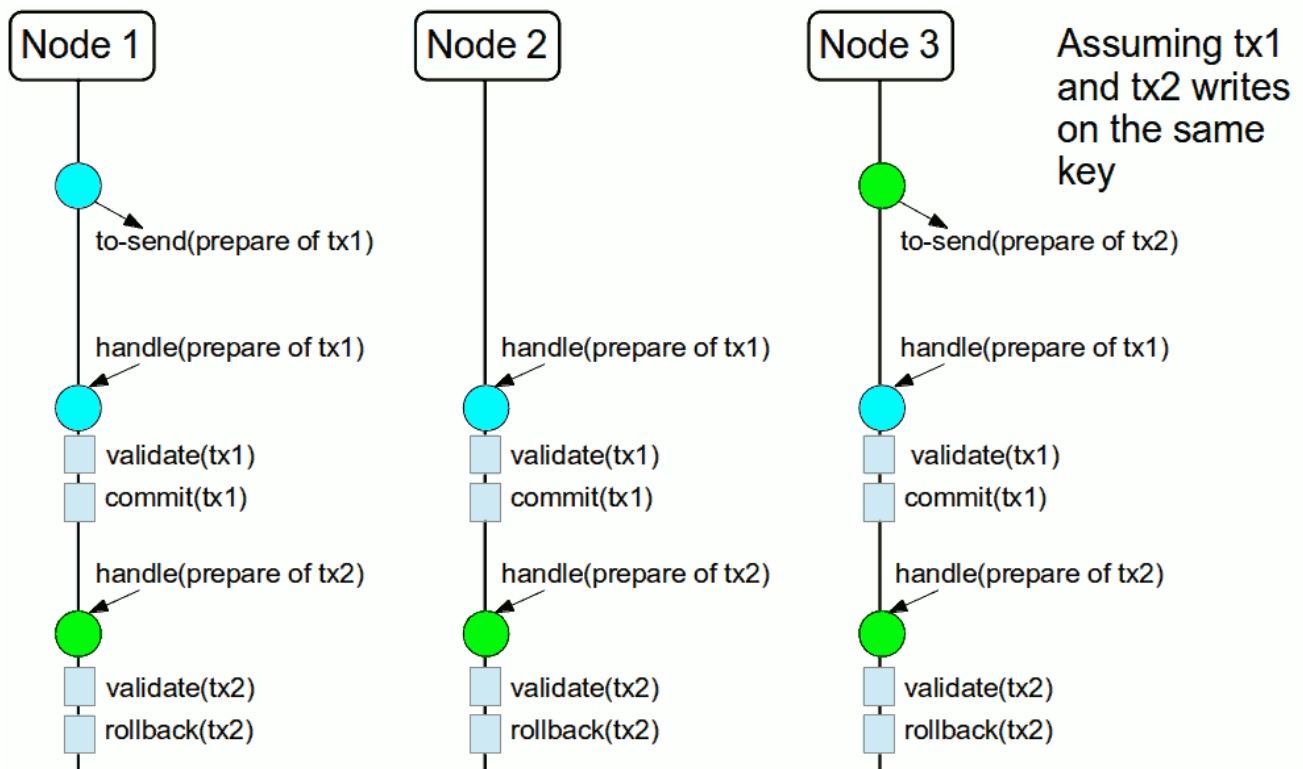 Node 1
Node 2
Node 3
Assuming tx1
and tx2 writes
on the same
key
to-send(prepare of tx1)
to-send(prepare of tx2)
handle(prepare of tx1)
handle(prepare of tx1)
handle(prepare of tx1)
validate(tx1)
validate(tx1)
validate(tx1)
commit(tx1)
commit(tx1)
commit(tx1)
handle(prepare of tx2)
handle(prepare of tx2)
handle(prepare of tx2)
validate(tx2)
validate(tx2)
validate(tx2)
rollback(tx2)
rollback(tx2)
rollback(tx2)